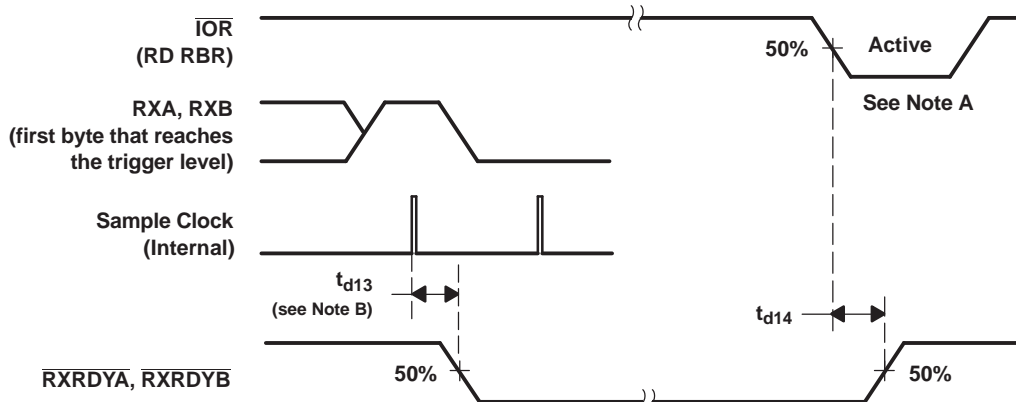 IOR
(RD RBR)
50%
Active
See Note A
RXA, RXB
(first byte that reaches
the trigger level)
Sample Clock
(Internal)
td13
(see Note B)
td14
RXRDYA, RXRDYB
50%
50%